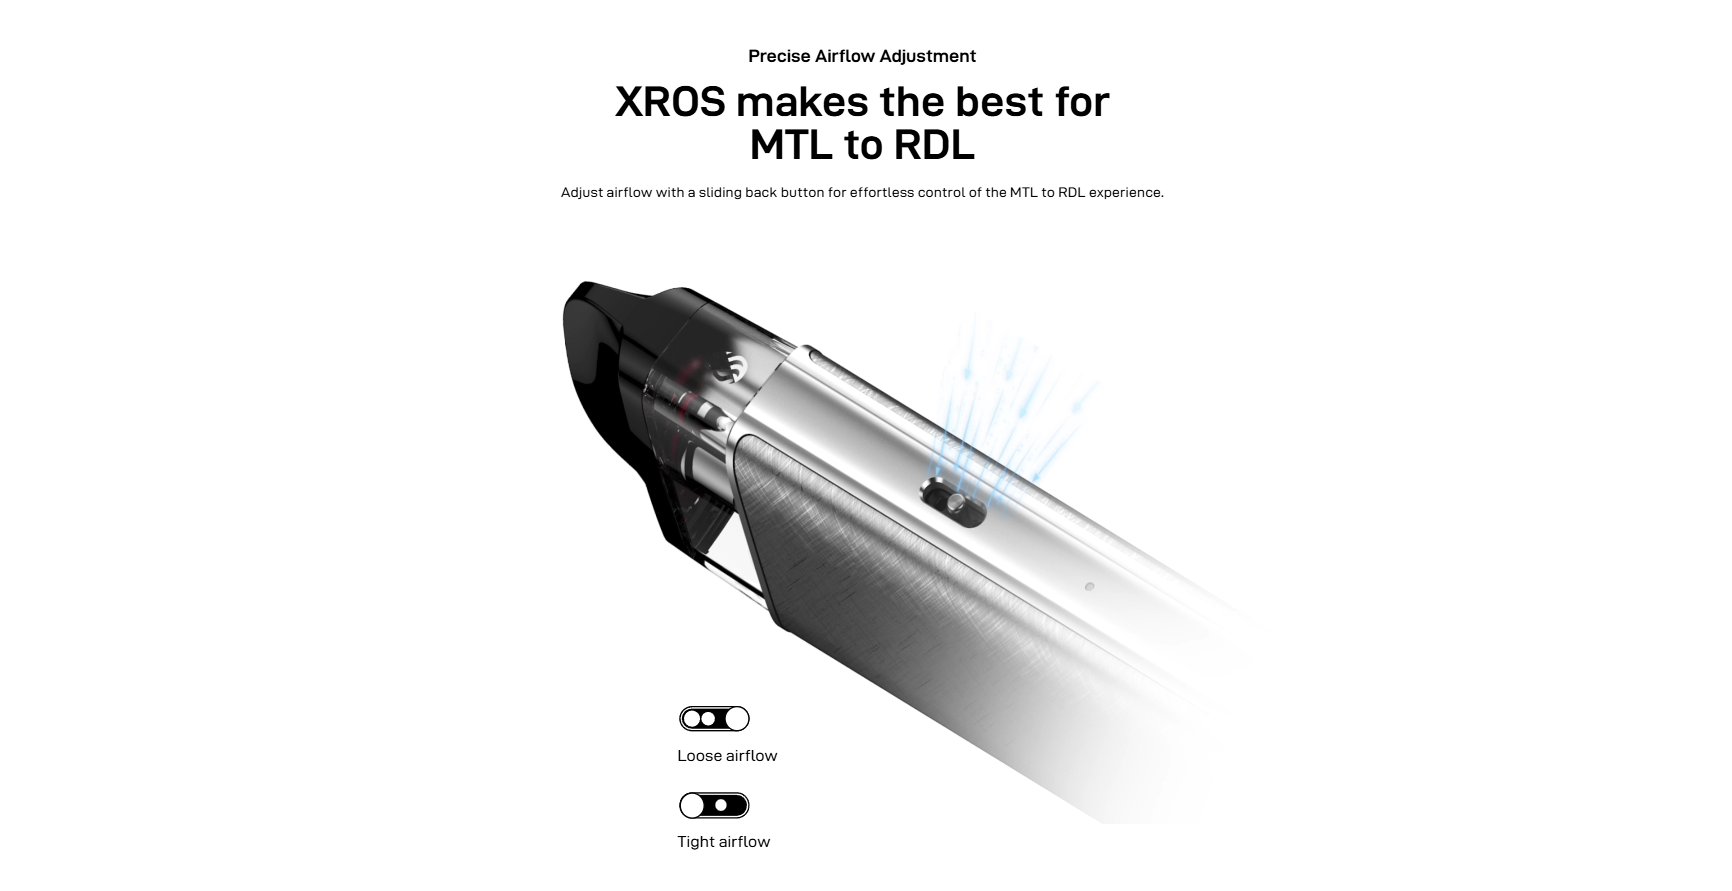 Precise Airflow Adjustment
XROS makes the best for
MTL to RDL
Adjust airflow with a sliding back button for effortless control of the MTL to RDL experience.
Loose airflow
Tight airflow